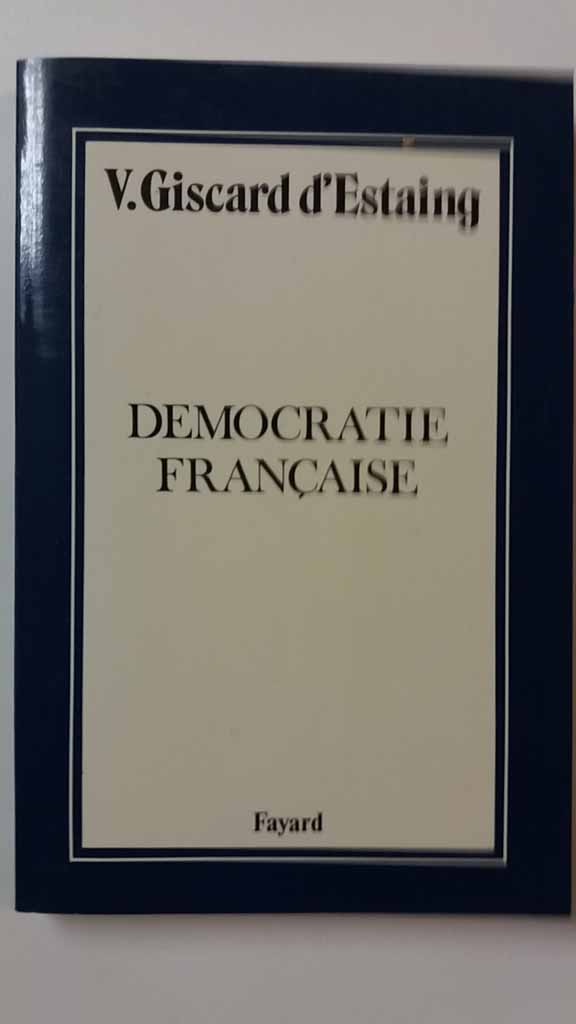 V.Giscard d'Estaing
DEMOCRATIE
FRANÇAISE
Fayard